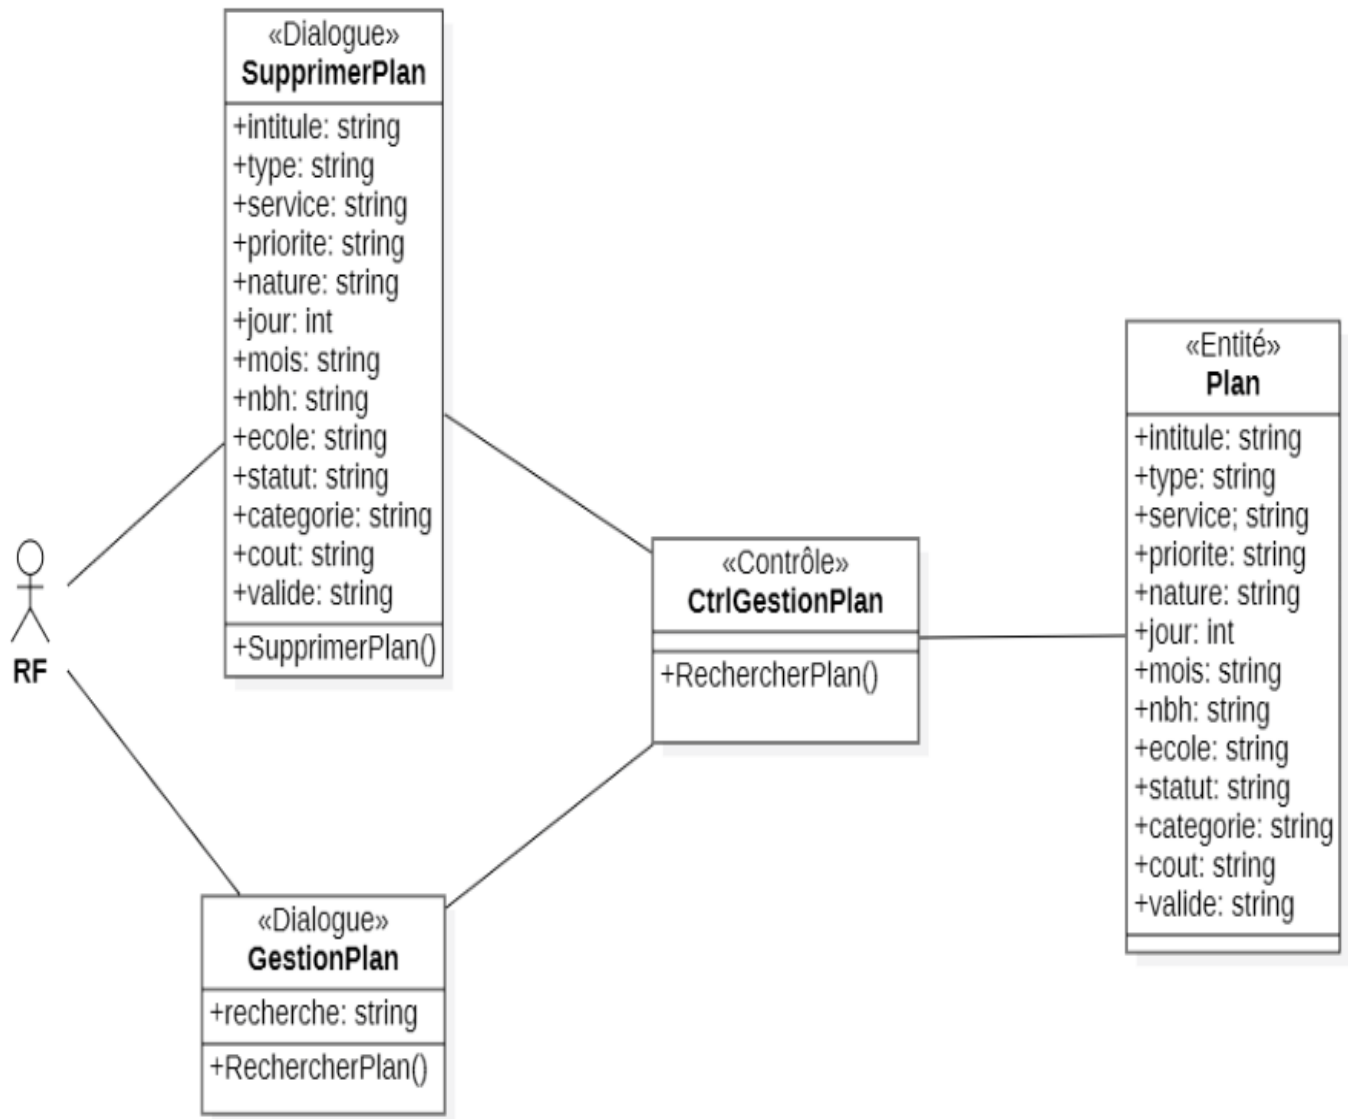 «Dialogue»
SupprimerPlan
+intitule: string
+type: string
+service: string
+priorite: string
+nature: string
+jour: int
+mois: string
+nbh: string
+ecole: string
+statut: string
+categorie: string
+cout: string
+valide: string
+SupprimerPlan()
RF
«Dialogue»
GestionPlan
+recherche: string
+RechercherPlan()
«Contrôle»
CtrlGestionPlan
+RechercherPlan()
«Entité»
Plan
+intitule: string
+type: string
+service; string
+priorite: string
+nature: string
+jour: int
+mois: string
+nbh: string
+ecole: string
+statut: string
+categorie: string
+cout: string
+valide: string